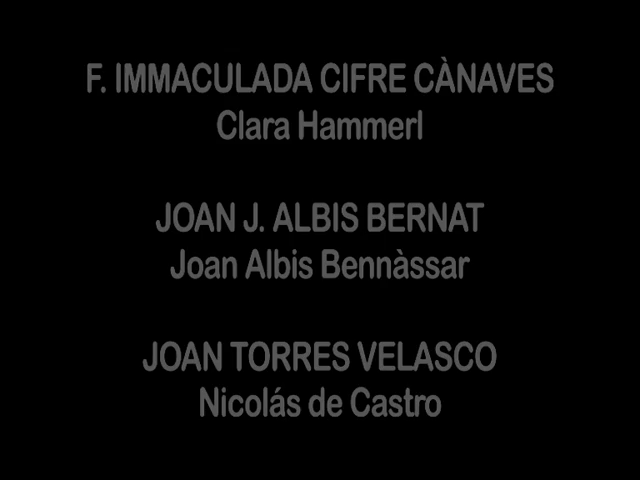 F. IMMACULADA CIFRE CÀNAVES
Clara Hammerl
JOAN J. ALBIS BERNAT
Joan Albis Bennàssar
JOAN TORRES VELASCO
Nicolás de Castro